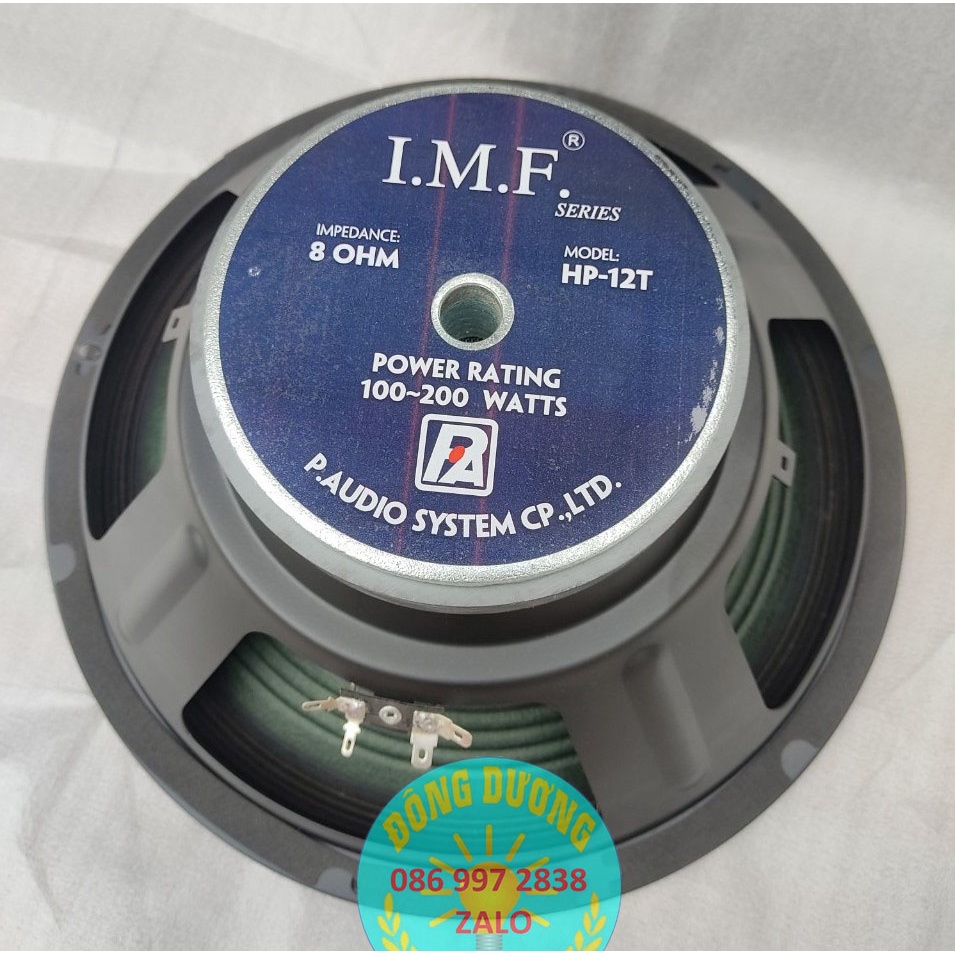 I.M.F.®
SERIES
IMPEDANCE:
8 OHM
MODEL:
HP-12T
POWER RATING
100~200 WATTS
PA
P.AUDIO SYSTEM CP.,LTD.
ĐÔNG DƯƠNG
086 997 2838
ZALO